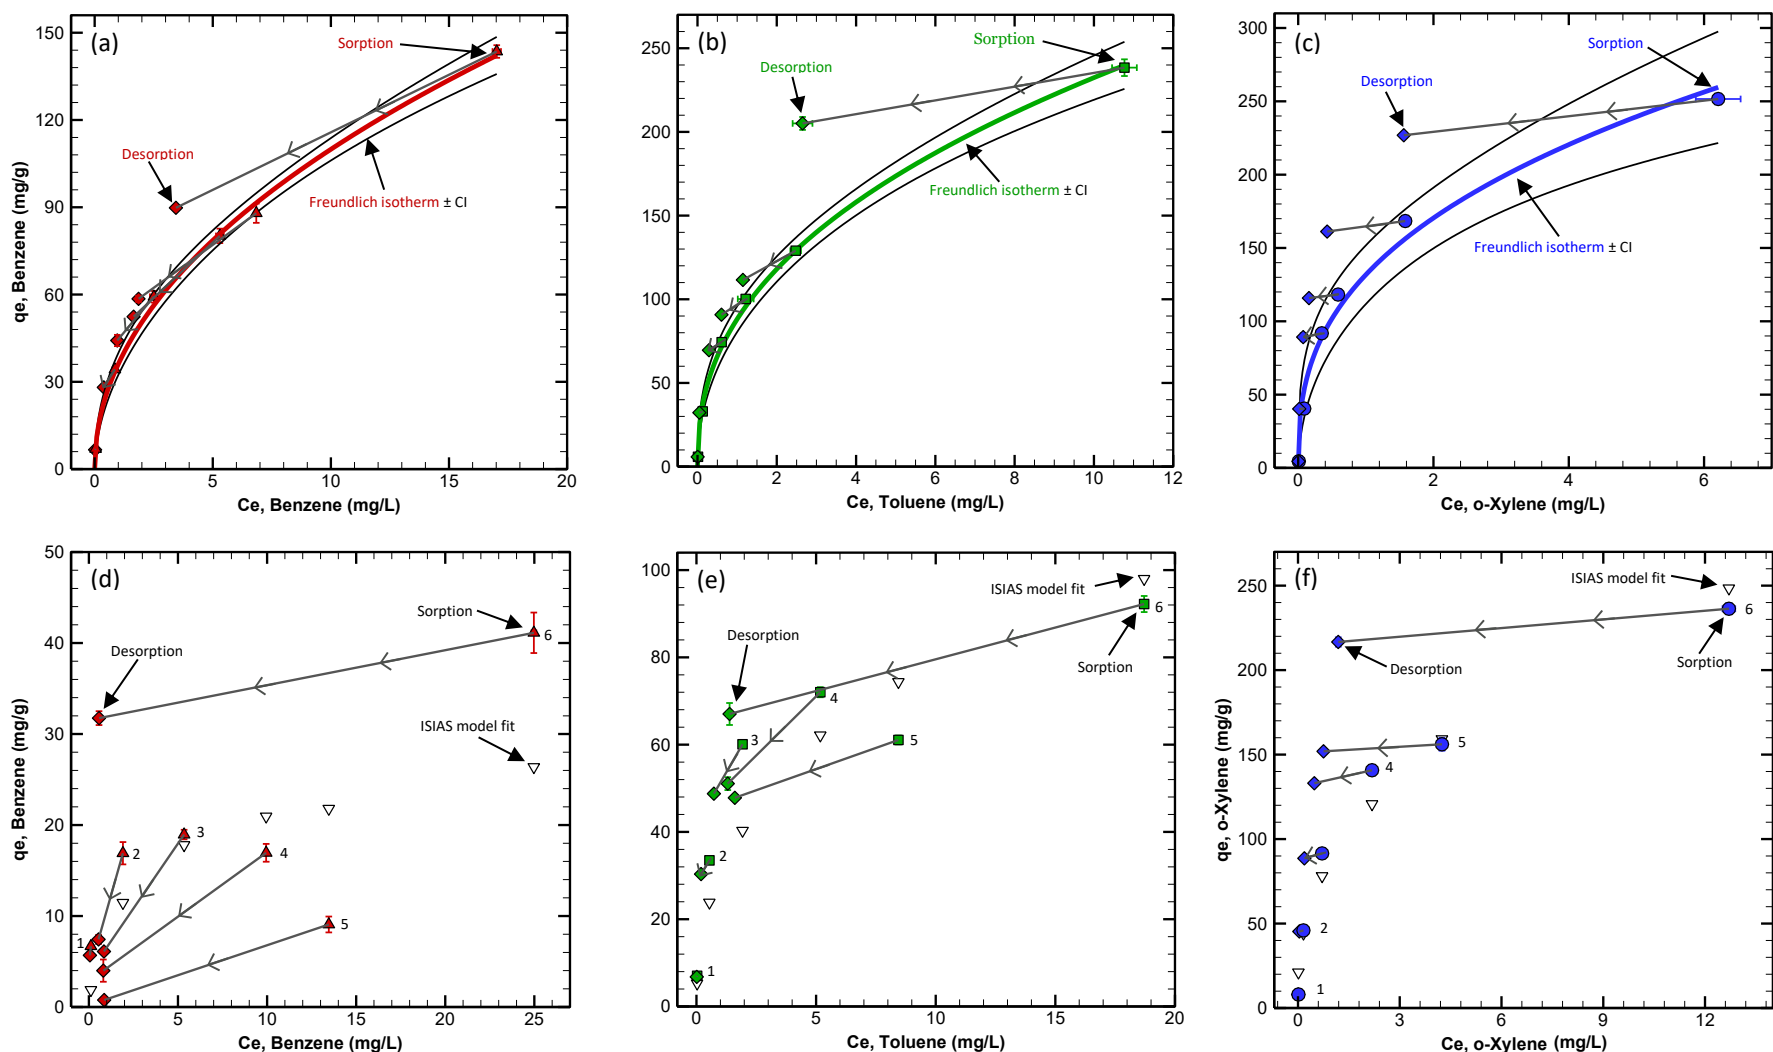 (a)
Sorption
Desorption
Freundlich isotherm ± CI
qe, Benzene (mg/g)
150
120
90
60
30
0
0 5 10 15 20
Ce, Benzene (mg/L)
(b)
Sorption
Desorption
Freundlich isotherm ± CI
250
200
150
100
50
0
0 2 4 6 8 10 12
Ce, Toluene (mg/L)
(c)
Sorption
Desorption
Freundlich isotherm ± CI
300
250
200
150
100
50
0
0 2 4 6
Ce, o-Xylene (mg/L)
(d)
Sorption
6
Desorption
ISIAS model fit
3
2
4
1
5
qe, Benzene (mg/g)
50
40
30
20
10
0
0 5 10 15 20 25
Ce, Benzene (mg/L)
(e)
ISIAS model fit
6
Desorption
Sorption
4
3
5
2
1
100
80
60
40
20
0
0 5 10 15 20
Ce, Toluene (mg/L)
(f)
ISIAS model fit
6
Desorption
Sorption
5
4
2
1
qe, o-Xylene (mg/g)
250
200
150
100
50
0
0 3 6 9 12
Ce, o-Xylene (mg/L)